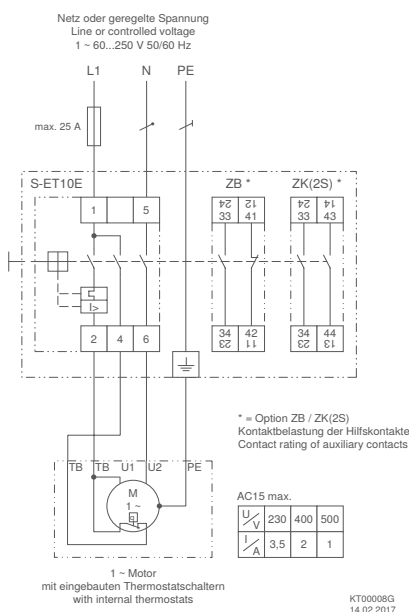 Netz oder geregelte Spannung
Line or controlled voltage
1 ~ 60...250 V 50/60 Hz
L1 N PE
max. 25 A
S-ET10E ZB * ZK(2S) *
1 5
24 12
33 41
24 14
33 43
I>
2 4 6
34 42
23 11
34 44
23 13
* = Option ZB / ZK(2S)
Kontaktbelastung der Hilfskontakte
Contact rating of auxiliary contacts
TB TB U1 U2 PE
M
1 ~
AC15 max.
U/V 230 400 500
I/A 3,5 2 1
1 ~ Motor
mit eingebauten Thermostatschaltern
with internal thermostats
KT00008G
14.02.2017